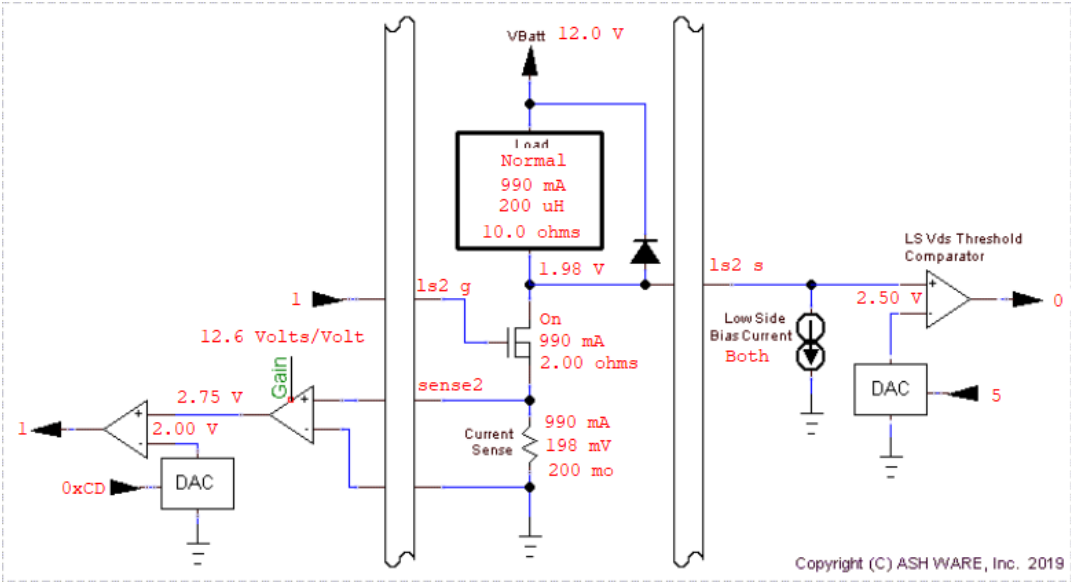 VBatt 12.0 V
Load
Normal
990 mA
200 uH
10.0 ohms
1.98 V
ls2 g
1
On
990 mA
2.00 ohms
12.6 Volts/Volt
Gain
sense2
2.75 V
2.00 V
1
DAC
0xCD
Current
Sense
990 mA
198 mV
200 mo
ls2 s
LS Vds Threshold
Comparator
2.50 V
0
Low Side
Bias Current
Both
DAC
5
Copyright (C) ASH WARE, Inc. 2019